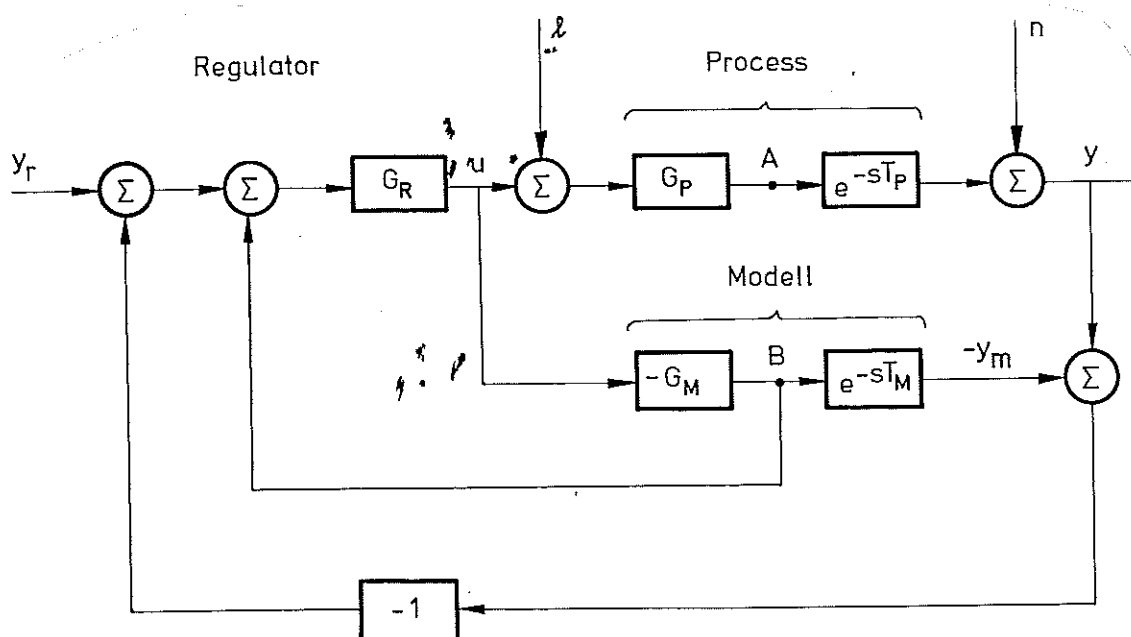 l
n
Regulator
Process
y_r
Σ
Σ
G_R
u
Σ
G_P
A
e^{-sT_P}
Σ
y
Modell
-G_M
B
e^{-sT_M}
-y_m
Σ
-1